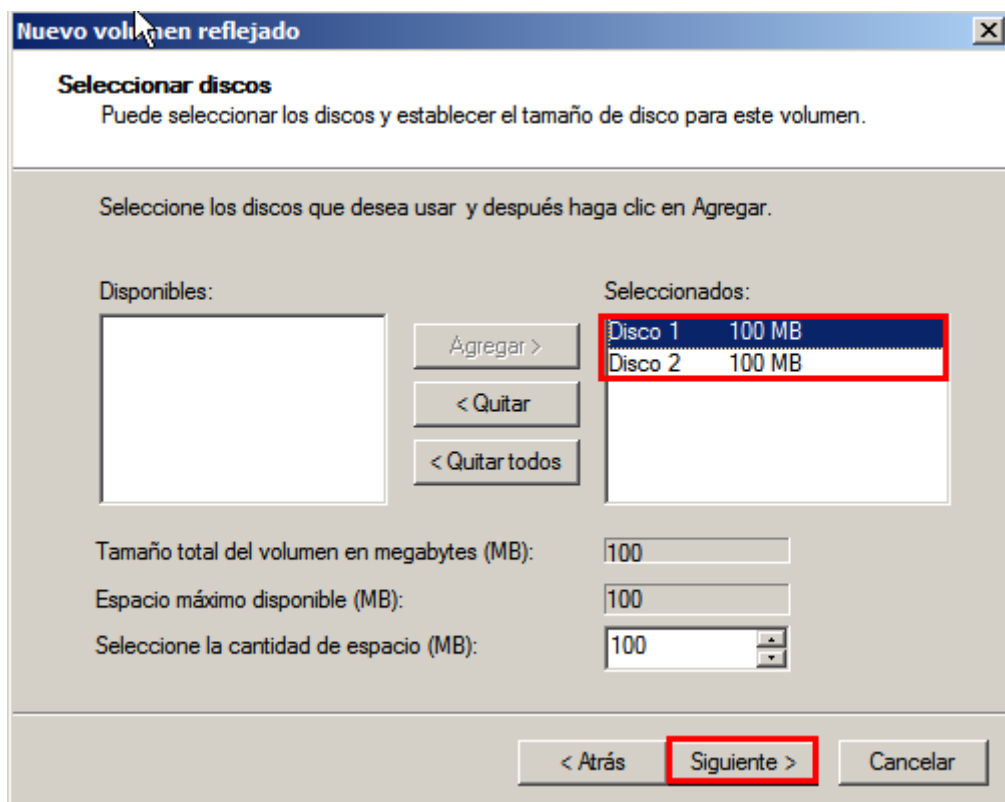 Nuevo volumen reflejado
Seleccionar discos
Puede seleccionar los discos y establecer el tamaño de disco para este volumen.
Seleccione los discos que desea usar y después haga clic en Agregar.
Disponibles:
Seleccionados:
Agregar >
< Quitar
< Quitar todos
Disco 1 100 MB
Disco 2 100 MB
Tamaño total del volumen en megabytes (MB): 100
Espacio máximo disponible (MB): 100
Seleccione la cantidad de espacio (MB): 100
< Atrás Siguiente > Cancelar